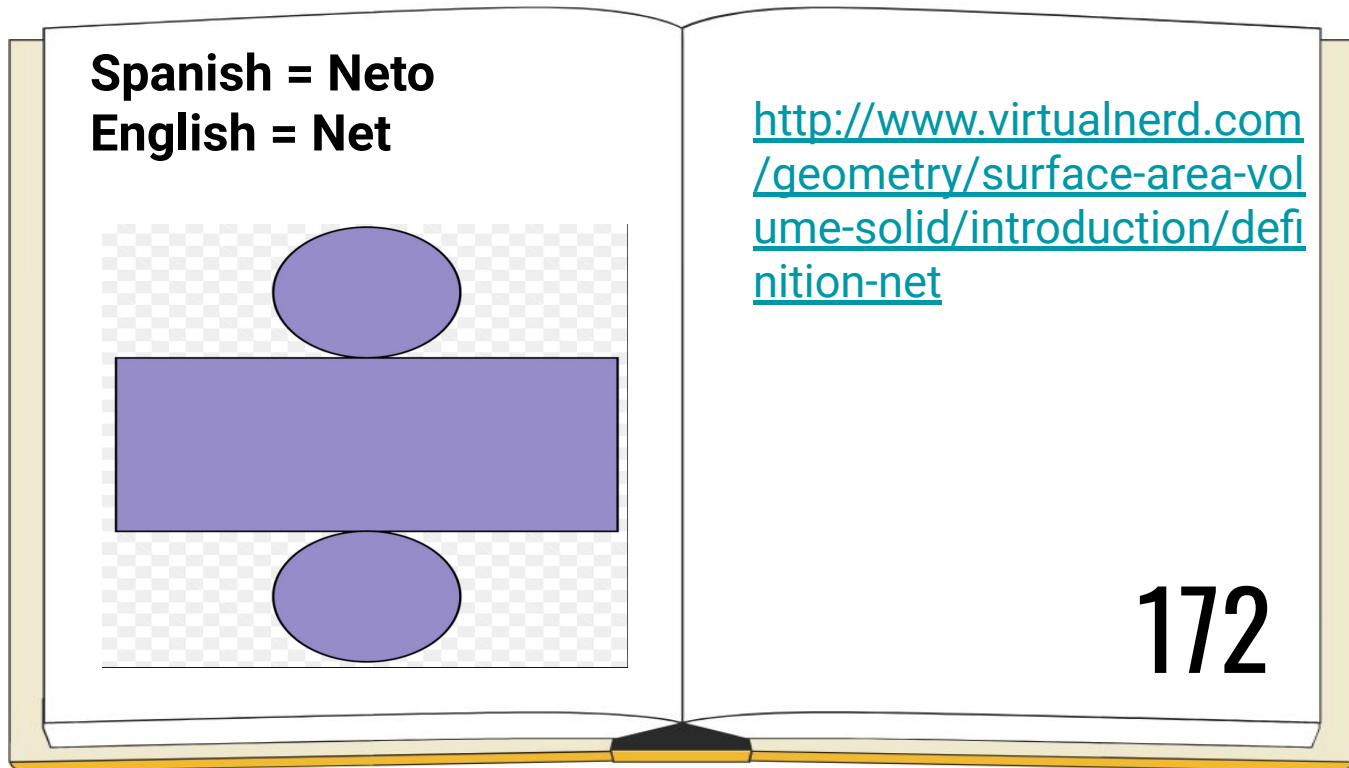 Spanish = Neto
English = Net
http://www.virtualnerd.com
/geometry/surface-area-vol
ume-solid/introduction/defi
nition-net
172